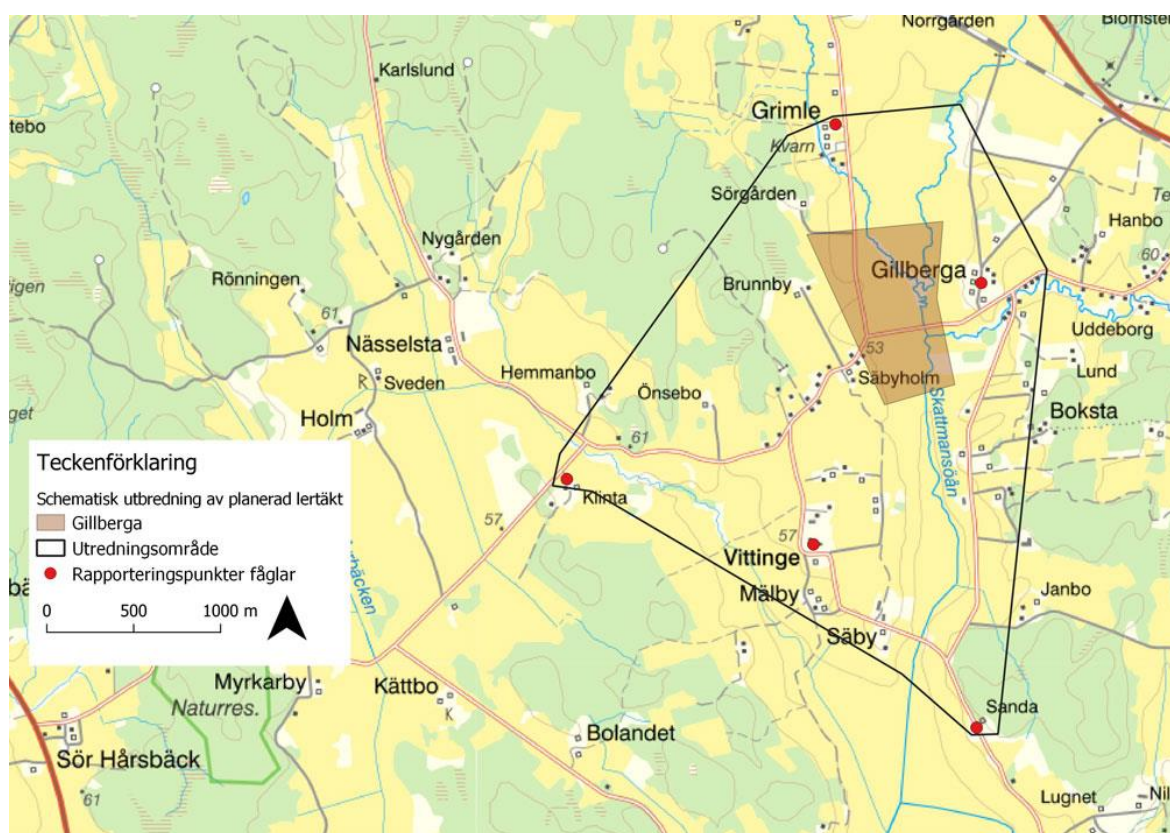 Norrgården
Blomste
Karlslund
tebo
Grimle
Kvarn
Sörgården
Hanbo
Te
60
Nygården
Rönningen
rigen
61
Gillberga
Brunnby
Uddeborg
Nässelsta
53
Säbyholm
Lund
Hemmanbo
Önsebo
R Sveden
Holm
61
Boksta
Skattmansöån
get
Klinta
57
57
Vittinge
Mälby
Janbo
Säby
Teckenförklaring
Schematisk utbredning av planerad lertäkt
Gillberga
Utredningsområde
Rapporteringspunkter fåglar
0 500 1000 m
bäcken
Myrkarby
Naturres.
Kättbo
K
Sanda
Bolandet
Sör Hårsbäck
61
Lugnet
Nil